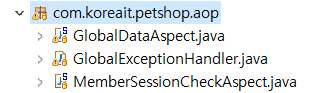 com.koreait.petshop.aop
GlobalDataAspect.java
GlobalExceptionHandler.java
MemberSessionCheckAspect.java